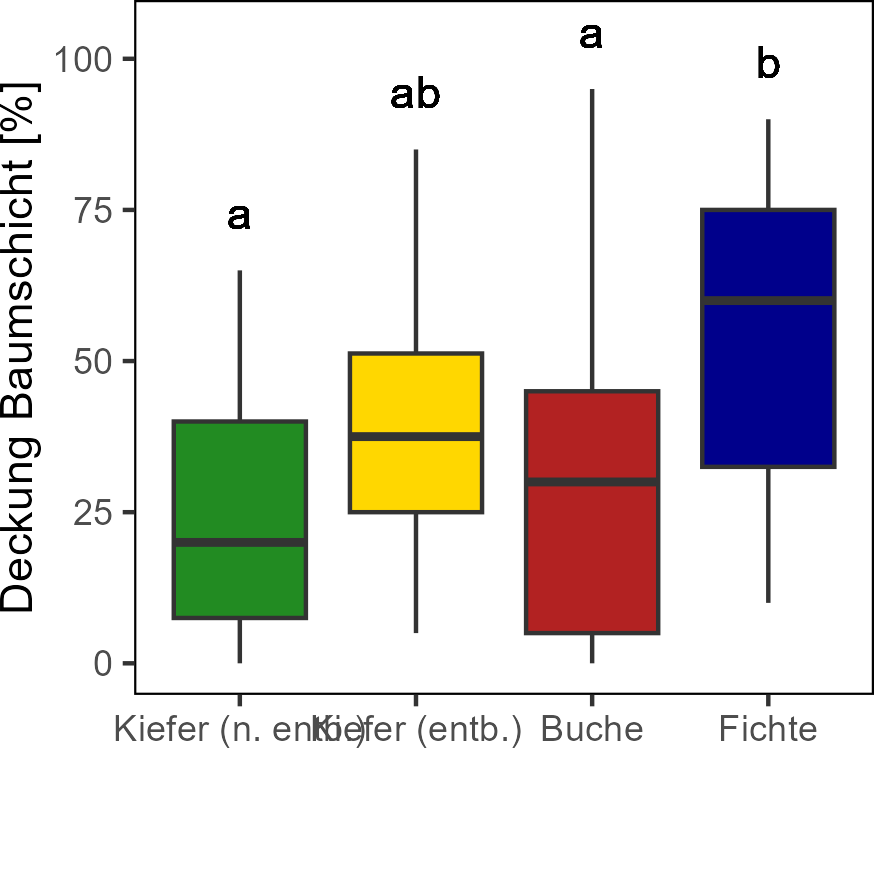 Deckung Baumschicht [%]
100
75
50
25
0
a
ab
a
b
Kiefer (n. entb.)
Kiefer (entb.)
Buche
Fichte